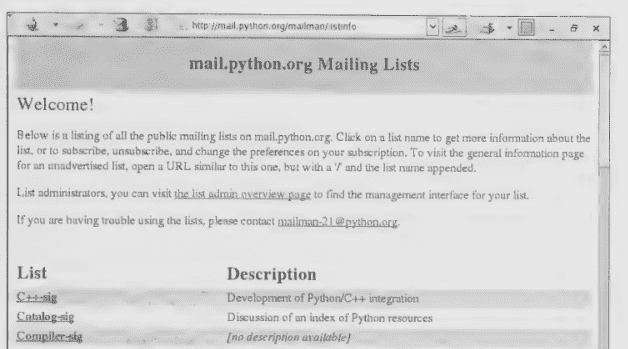 http://mail.python.org/mailman/listinfo
mail.python.org Mailing Lists
Welcome!
Below is a listing of all the public mailing lists on mail.python.org. Click on a list name to get more information about the
list, or to subscribe, unsubscribe, and change the preferences on your subscription. To visit the general information page
for an unadvertised list, open a URL similar to this one, but with a '/' and the list name appended.
List administrators, you can visit the list admin overview page to find the management interface for your list.
If you are having trouble using the lists, please contact mailman-21@python.org.
List Description
C++-sig Development of Python/C++ integration
Catalog-sig Discussion of an index of Python resources
Compiler-sig [no description available]